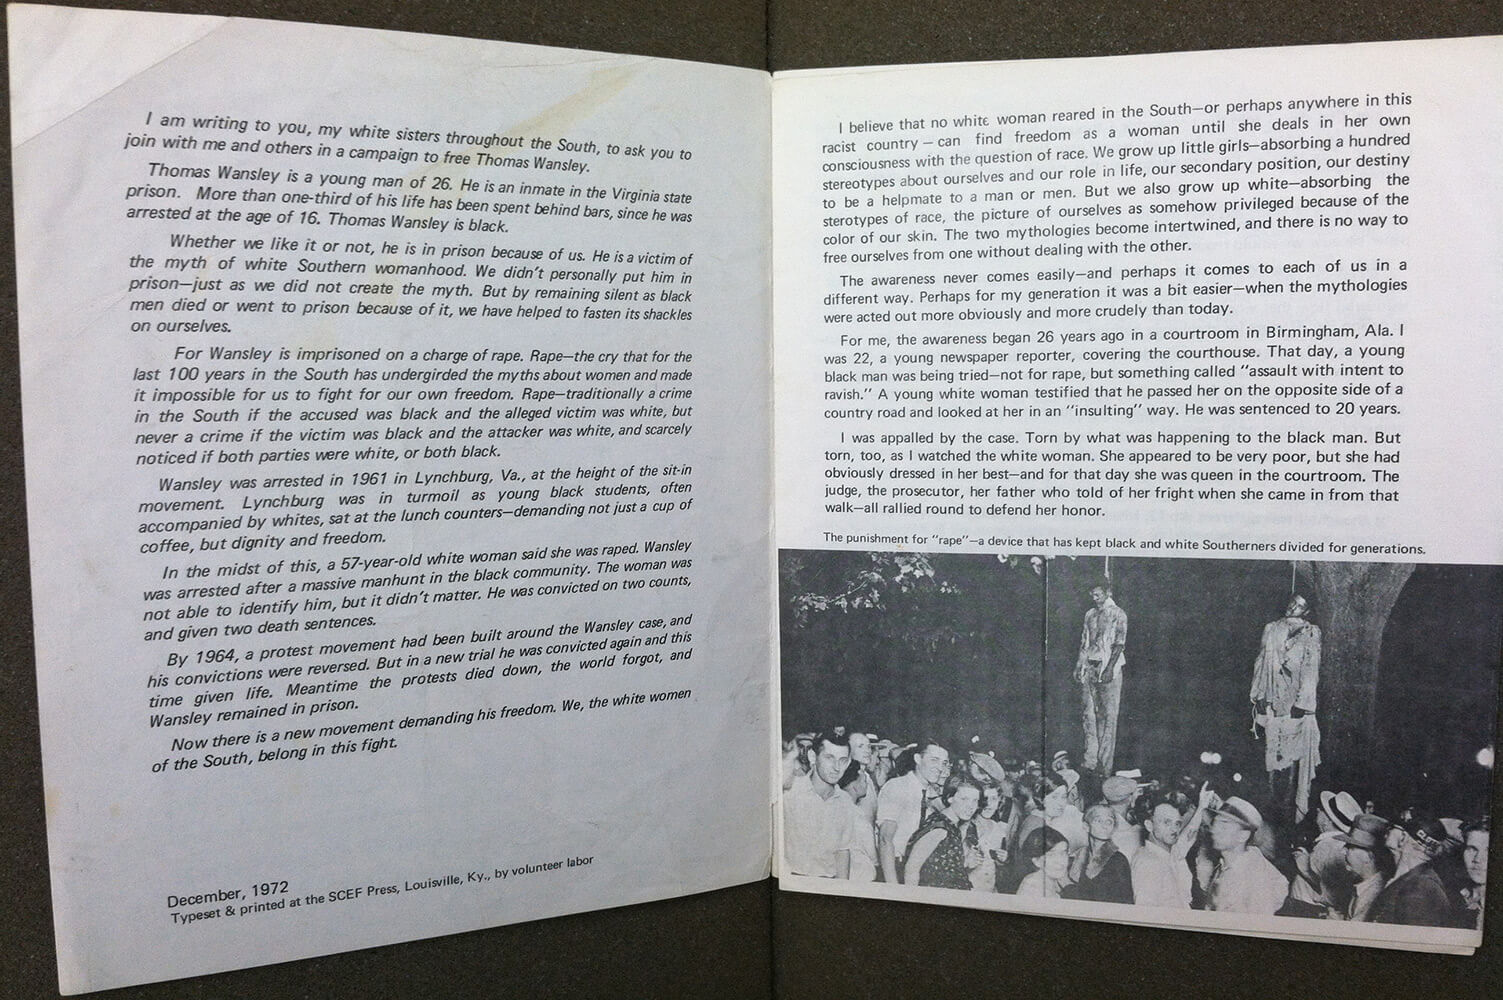 I am writing to you, my white sisters throughout the South, to ask you to
join with me and others in a campaign to free Thomas Wansley.
Thomas Wansley is a young man of 26. He is an inmate in the Virginia state
prison. More than one-third of his life has been spent behind bars, since he was
arrested at the age of 16. Thomas Wansley is black.
Whether we like it or not, he is in prison because of us. He is a victim of
the myth of white Southern womanhood. We didn't personally put him in
prison—just as we did not create the myth. But by remaining silent as black
men died or went to prison because of it, we have helped to fasten its shackles
on ourselves.
For Wansley is imprisoned on a charge of rape. Rape—the cry that for the
last 100 years in the South has undergirded the myths about women and made
it impossible for us to fight for our own freedom. Rape—traditionally a crime
in the South if the accused was black and the alleged victim was white, but
never a crime if the victim was black and the attacker was white, and scarcely
noticed if both parties were white, or both black.
Wansley was arrested in 1961 in Lynchburg, Va., at the height of the sit-in
movement. Lynchburg was in turmoil as young black students, often
accompanied by whites, sat at the lunch counters—demanding not just a cup of
coffee, but dignity and freedom.
In the midst of this, a 57-year-old white woman said she was raped. Wansley
was arrested after a massive manhunt in the black community. The woman was
not able to identify him, but it didn't matter. He was convicted on two counts,
and given two death sentences.
By 1964, a protest movement had been built around the Wansley case, and
his convictions were reversed. But in a new trial he was convicted again and this
time given life. Meantime the protests died down, the world forgot, and
Wansley remained in prison.
Now there is a new movement demanding his freedom. We, the white women
of the South, belong in this fight.
December, 1972
Typeset & printed at the SCEF Press, Louisville, Ky., by volunteer labor
I believe that no white woman reared in the South—or perhaps anywhere in this
racist country—can find freedom as a woman until she deals in her own
consciousness with the question of race. We grow up little girls—absorbing a hundred
stereotypes about ourselves and our role in life, our secondary position, our destiny
to be a helpmate to a man or men. But we also grow up white—absorbing the
sterotypes of race, the picture of ourselves as somehow privileged because of the
color of our skin. The two mythologies become intertwined, and there is no way to
free ourselves from one without dealing with the other.
The awareness never comes easily—and perhaps it comes to each of us in a
different way. Perhaps for my generation it was a bit easier—when the mythologies
were acted out more obviously and more crudely than today.
For me, the awareness began 26 years ago in a courtroom in Birmingham, Ala. I
was 22, a young newspaper reporter, covering the courthouse. That day, a young
black man was being tried—not for rape, but something called "assault with intent to
ravish." A young white woman testified that he passed her on the opposite side of a
country road and looked at her in an "insulting" way. He was sentenced to 20 years.
I was appalled by the case. Torn by what was happening to the black man. But
torn, too, as I watched the white woman. She appeared to be very poor, but she had
obviously dressed in her best—and for that day she was queen in the courtroom. The
judge, the prosecutor, her father who told of her fright when she came in from that
walk—all rallied round to defend her honor.
The punishment for "rape"—a device that has kept black and white Southerners divided for generations.